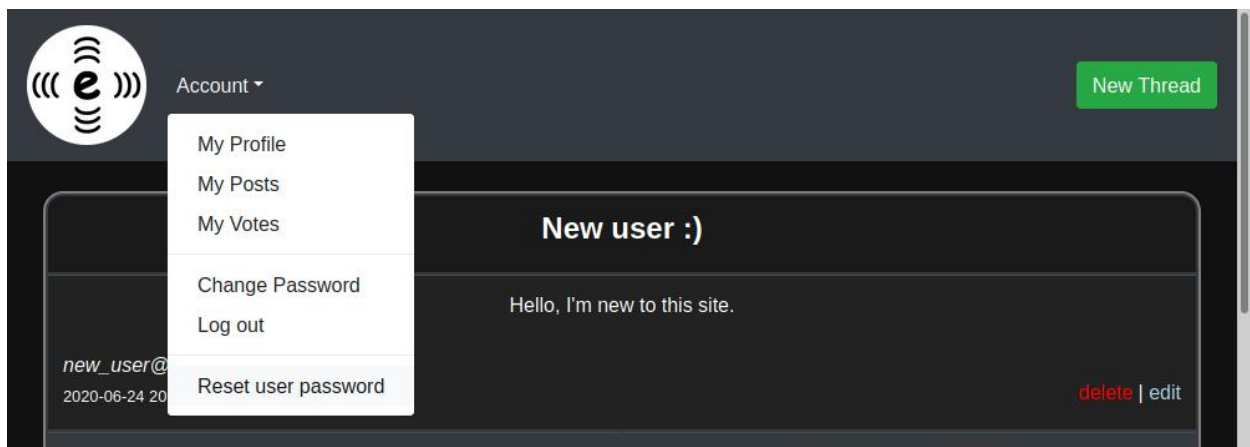 ((( e )))
Account
New Thread
My Profile
My Posts
My Votes
Change Password
Log out
Reset user password
New user :)
Hello, I'm new to this site.
new_user@
2020-06-24 20
delete | edit